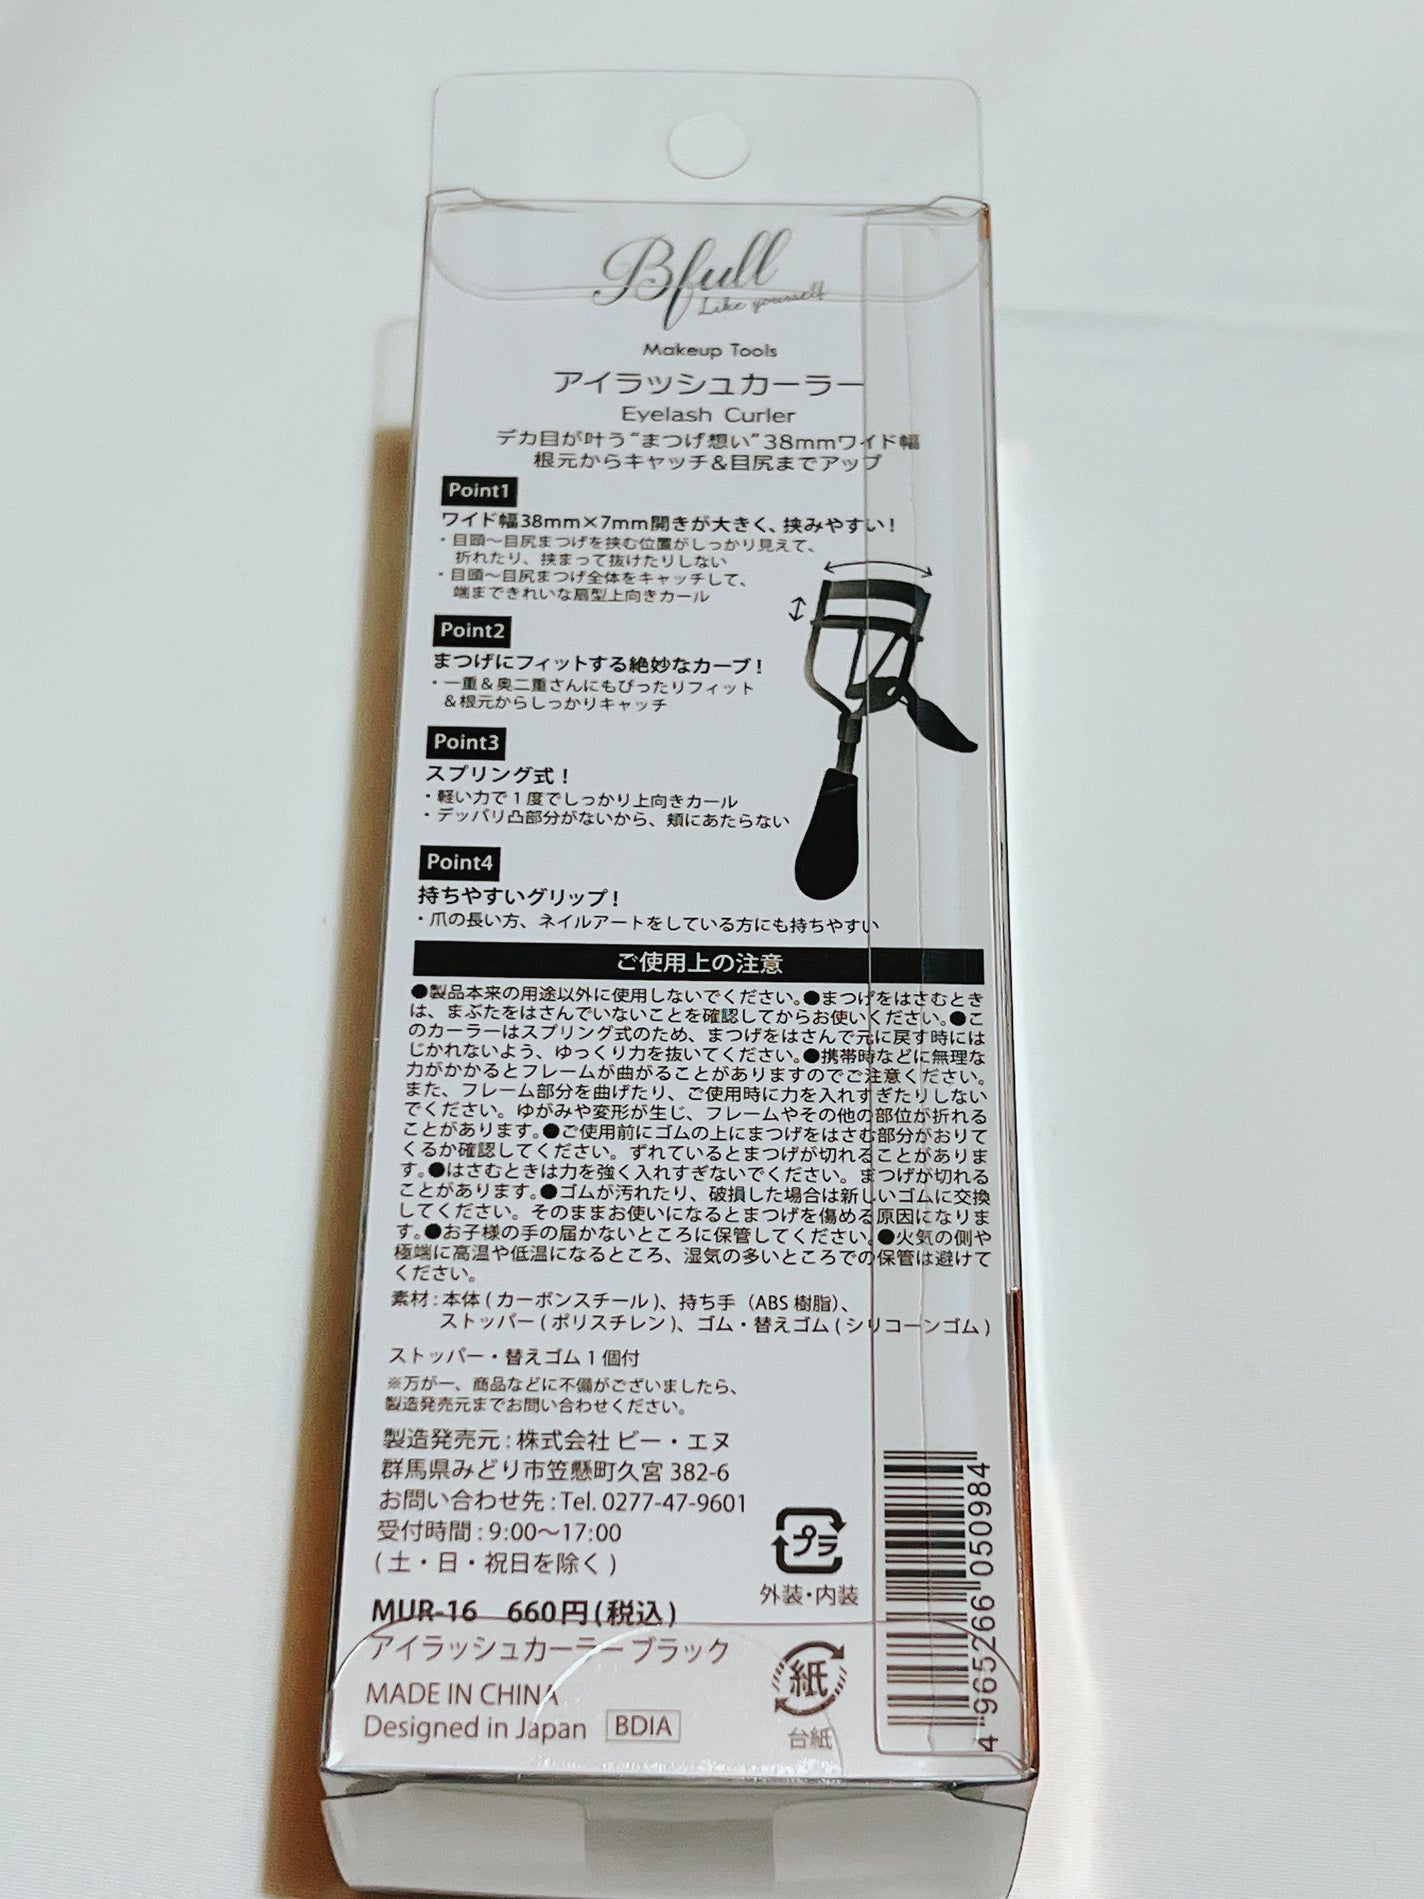 Bfull
Like yourself
Makeup Tools
アイラッシュカーラー
Eyelash Curler
デカ目が叶う“まつげ想い”38mmワイド幅
根元からキャッチ&目尻までアップ
Point1
ワイド幅38mm×7mm開きが大きく、挟みやすい!
・目頭〜目尻まつげを挟む位置がしっかり見えて、
折れたり、挟まって抜けたりしない
・目頭〜目尻まつげ全体をキャッチして、
端まできれいな扇型上向きカール
Point2
まつげにフィットする絶妙なカーブ!
・一重&奥二重さんにもぴったりフィット
&根元からしっかりキャッチ
Point3
スプリング式!
・軽い力で1度でしっかり上向きカール
・デッパリ凸部分がないから、頬にあたらない
Point4
持ちやすいグリップ!
・爪の長い方、ネイルアートをしている方にも持ちやすい
ご使用上の注意
●製品本来の用途以外に使用しないでください。●まつげをはさむとき
は、まぶたをはさんでいないことを確認してからお使いください。●こ
のカーラーはスプリング式のため、まつげをはさんで元に戻す時には
じかれないよう、ゆっくり力を抜いてください。●携帯時などに無理な
力がかかるとフレームが曲がることがありますのでご注意ください。
また、フレーム部分を曲げたり、ご使用時に力を入れすぎたりしない
でください。ゆがみや変形が生じ、フレームやその他の部位が折れる
ことがあります。●ご使用前にゴムの上にまつげをはさむ部分がおりて
くるか確認してください。ずれているとまつげが切れることがありま
す。●はさむときは力を強く入れすぎないでください。まつげが切れる
ことがあります。●ゴムが汚れたり、破損した場合は新しいゴムに交換
してください。そのままお使いになるとまつげを傷める原因になりま
す。●お子様の手の届かないところに保管してください。●火気の側や
極端に高温や低温になるところ、湿気の多いところでの保管は避けて
ください。
素材:本体(カーボンスチール)、持ち手(ABS樹脂)、
ストッパー(ポリスチレン)、ゴム・替えゴム(シリコーンゴム)
ストッパー・替えゴム1個付
※万が一、商品などに不備がございましたら、
製造発売元までお問い合わせください。
製造発売元:株式会社 ビー・エヌ
群馬県みどり市笠懸町久宮 382-6
お問い合わせ先:Tel. 0277-47-9601
受付時間:9:00〜17:00
(土・日・祝日を除く)
プラ
外装・内装
MUR-16 660円(税込)
アイラッシュカーラー ブラック
紙
台紙
MADE IN CHINA
Designed in Japan BDIA
4 965266 050984